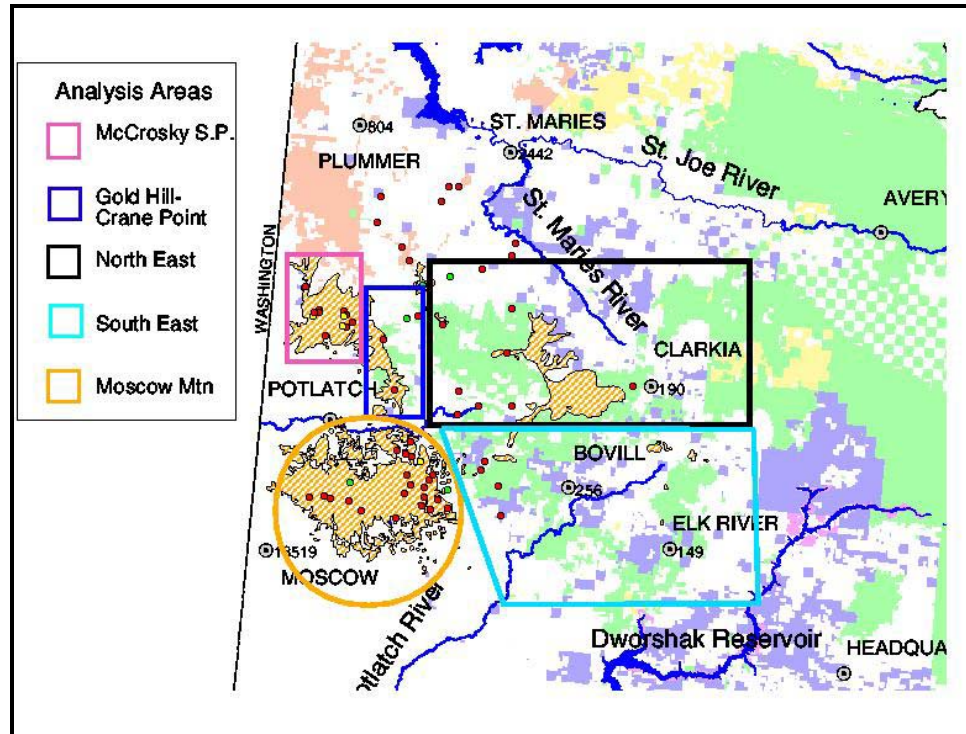 Analysis Areas
McCrosky S.P.
Gold Hill-
Crane Point
North East
South East
Moscow Mtn
804
PLUMMER
ST. MARIES
2442
St. Joe River
AVERY
St. Maries River
WASHINGTON
CLARKIA
190
POTLATCH
BOVILL
256
ELK RIVER
149
18519
MOSCOW
otlatch River
Dworshak Reservoir
HEADQUA